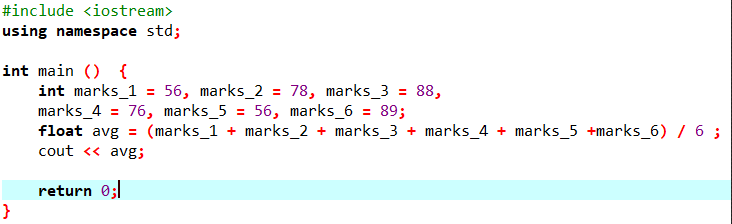 #include <iostream>
using namespace std;
int main ()  {
    int marks_1 = 56, marks_2 = 78, marks_3 = 88,
    marks_4 = 76, marks_5 = 56, marks_6 = 89;
    float avg = (marks_1 + marks_2 + marks_3 + marks_4 + marks_5 +marks_6) / 6 ;
    cout << avg;
    return 0;
}